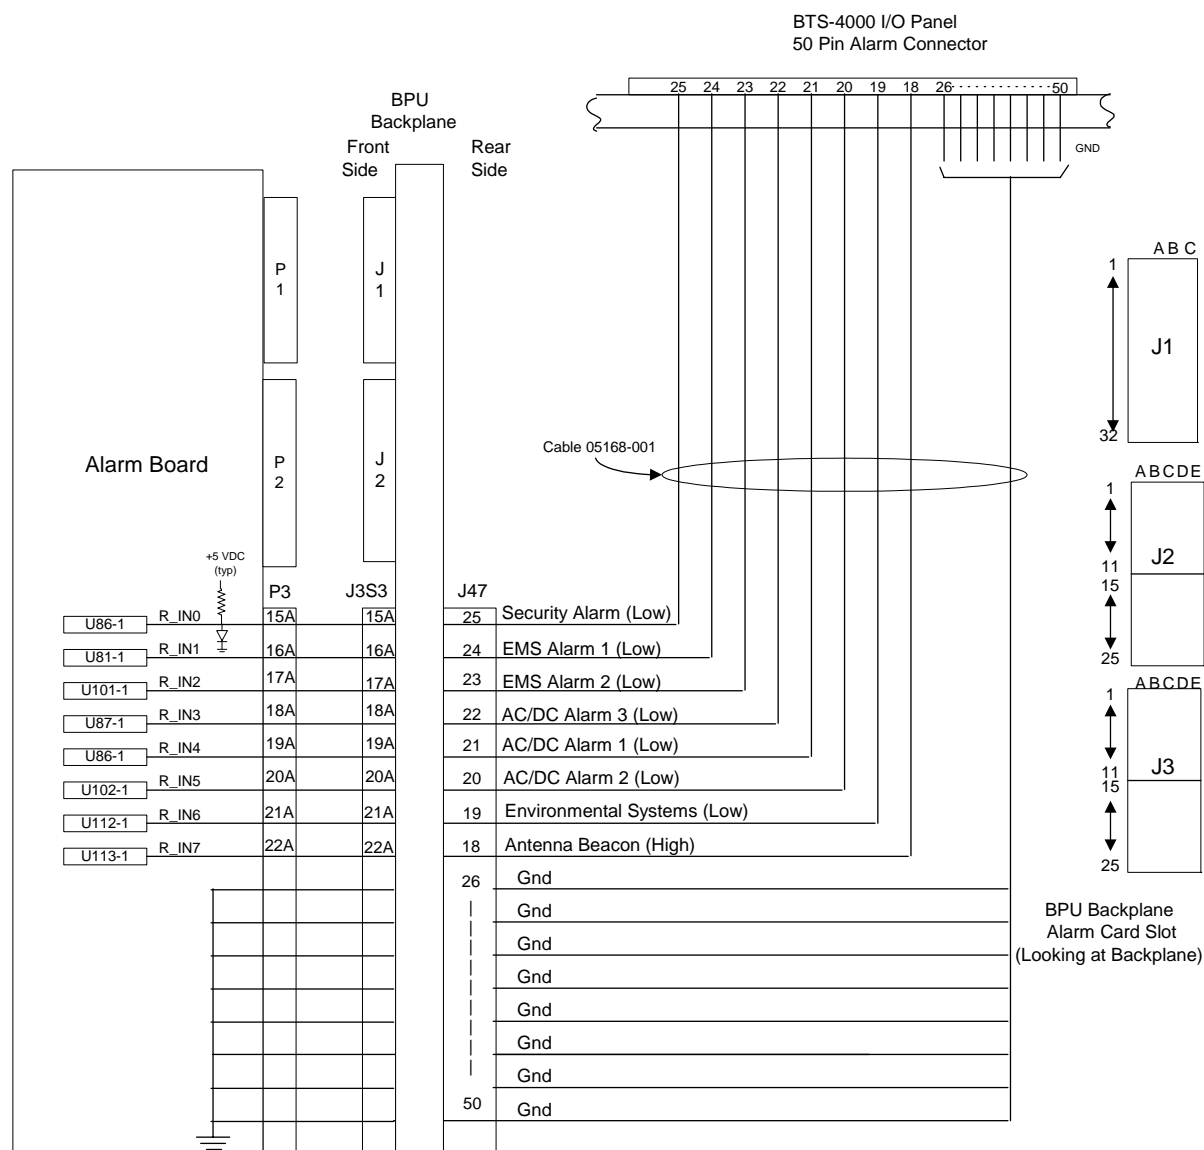 BTS-4000 I/O Panel
50 Pin Alarm Connector
25 24 23 22 21 20 19 18 26 50
GND
BPU
Backplane
Front
Side
Rear
Side
P
1
J
1
A B C
1
J1
32
Cable 05168-001
Alarm Board
P
2
J
2
A B C D E
1
J2
11
15
25
+5 VDC
(typ)
P3 J3S3 J47
U86-1 R_IN0 15A 15A 25 Security Alarm (Low)
U81-1 R_IN1 16A 16A 24 EMS Alarm 1 (Low)
U101-1 R_IN2 17A 17A 23 EMS Alarm 2 (Low)
U87-1 R_IN3 18A 18A 22 AC/DC Alarm 3 (Low)
U86-1 R_IN4 19A 19A 21 AC/DC Alarm 1 (Low)
U102-1 R_IN5 20A 20A 20 AC/DC Alarm 2 (Low)
U112-1 R_IN6 21A 21A 19 Environmental Systems (Low)
U113-1 R_IN7 22A 22A 18 Antenna Beacon (High)
26 Gnd
Gnd
Gnd
Gnd
Gnd
Gnd
Gnd
50 Gnd
A B C D E
1
J3
11
15
25
BPU Backplane
Alarm Card Slot
(Looking at Backplane)